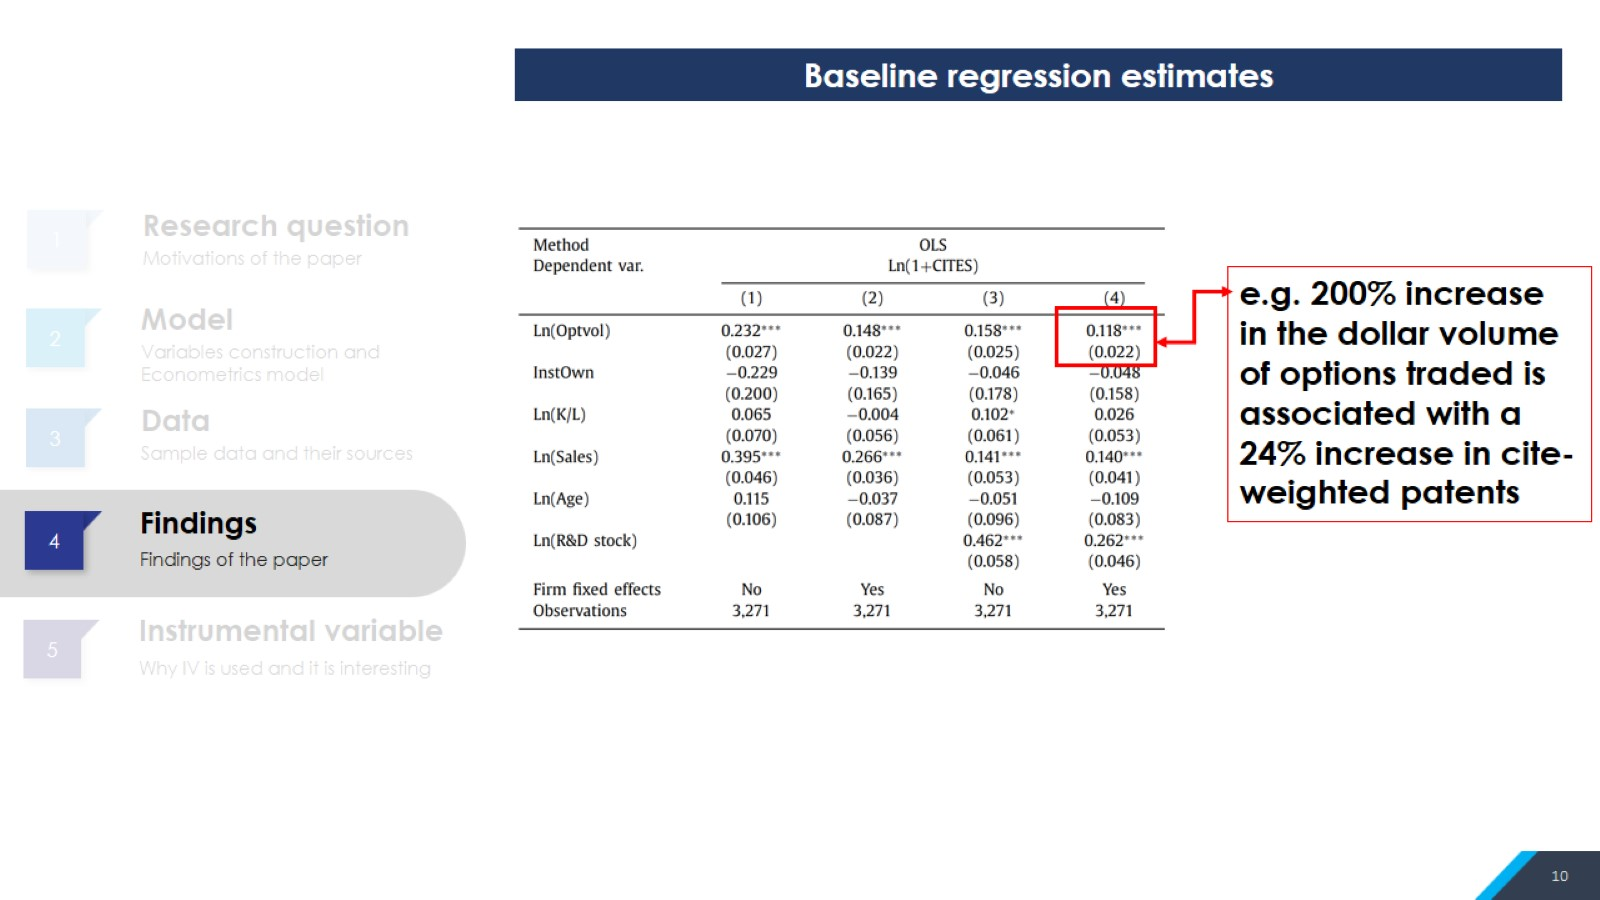 Baseline regression estimates
1
Research question
Motivations of the paper
2
Model
Variables construction and
Econometrics model
3
Data
Sample data and their sources
4
Findings
Findings of the paper
5
Instrumental variable
Why IV is used and it is interesting
Method OLS
Dependent var. Ln(1+CITES)
(1) (2) (3) (4)
Ln(Optvol) 0.232*** 0.148*** 0.158*** 0.118***
(0.027) (0.022) (0.025) (0.022)
InstOwn −0.229 −0.139 −0.046 −0.048
(0.200) (0.165) (0.178) (0.158)
Ln(K/L) 0.065 −0.004 0.102* 0.026
(0.070) (0.056) (0.061) (0.053)
Ln(Sales) 0.395*** 0.266*** 0.141*** 0.140***
(0.046) (0.036) (0.053) (0.041)
Ln(Age) 0.115 −0.037 −0.051 −0.109
(0.106) (0.087) (0.096) (0.083)
Ln(R&D stock) 0.462*** 0.262***
(0.058) (0.046)
Firm fixed effects No Yes No Yes
Observations 3,271 3,271 3,271 3,271
e.g. 200% increase
in the dollar volume
of options traded is
associated with a
24% increase in cite-
weighted patents
10